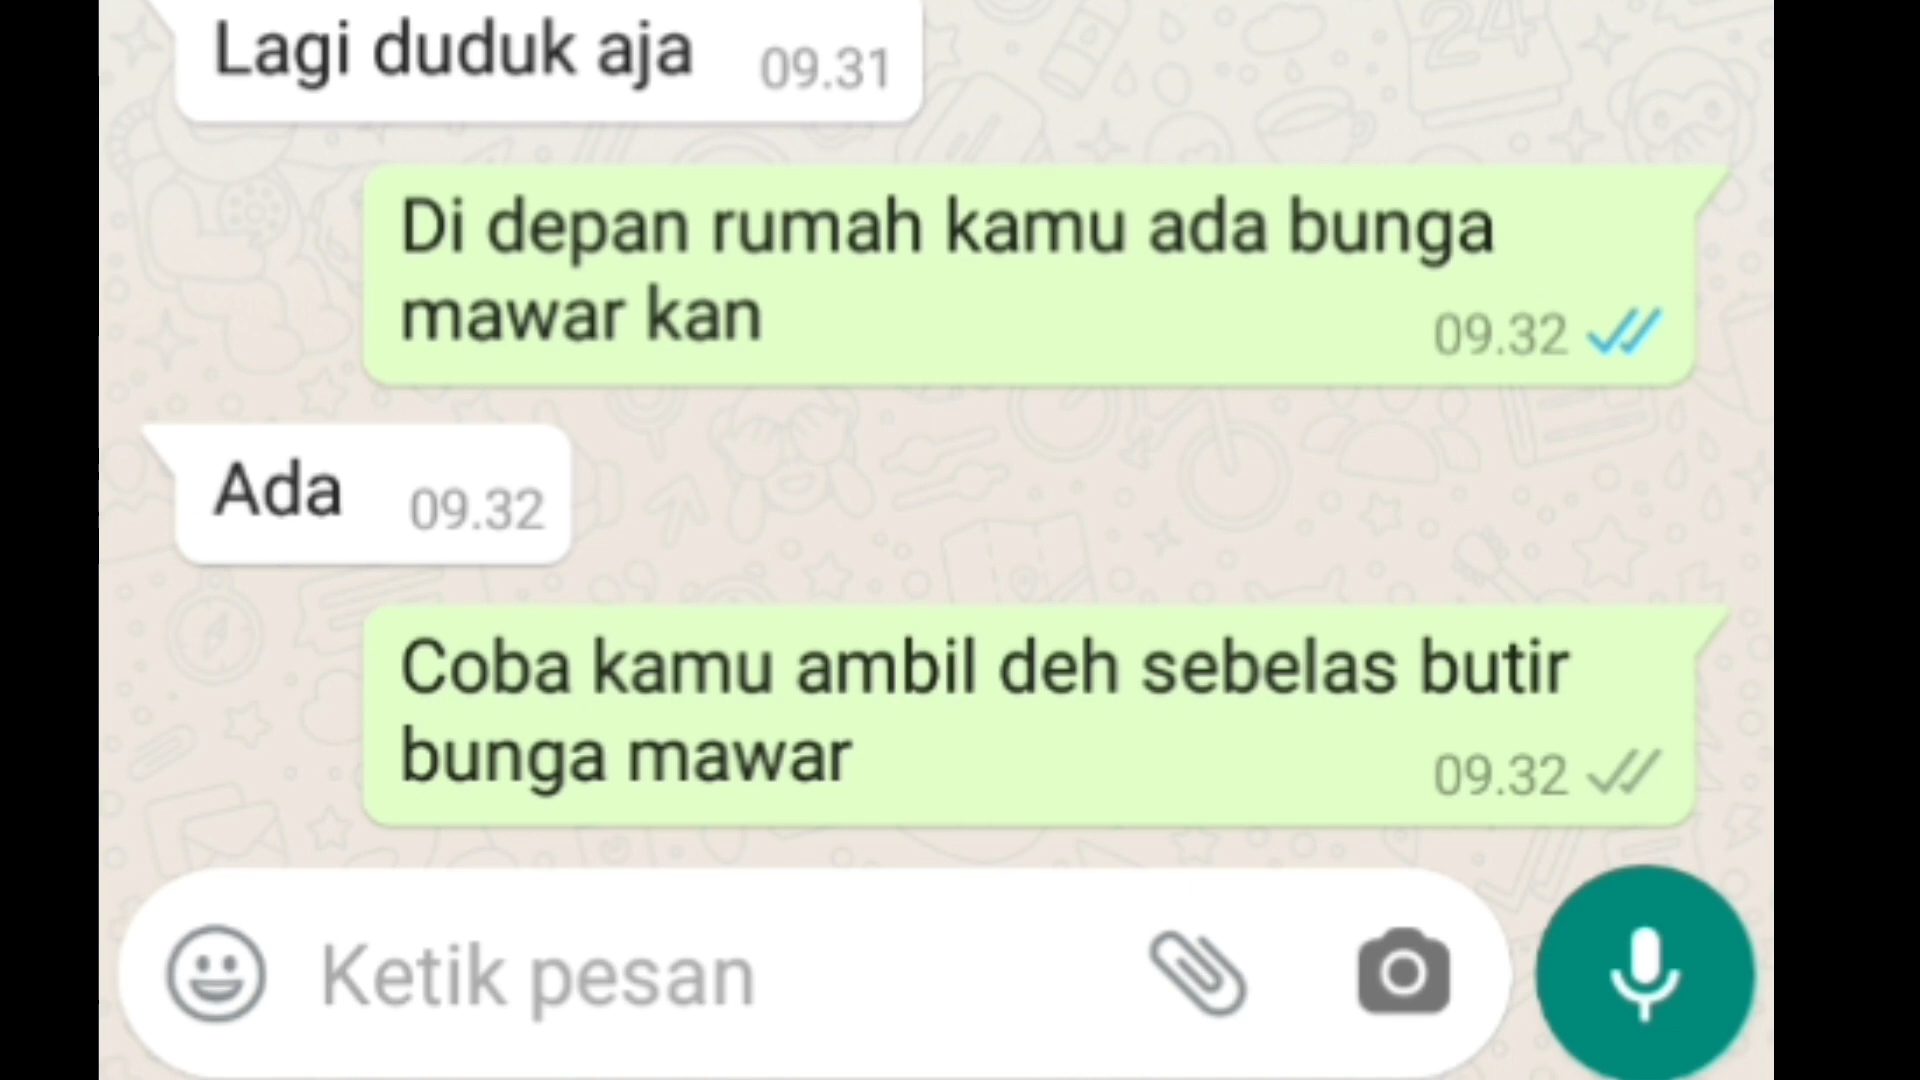 Lagi duduk aja 09.31
Di depan rumah kamu ada bunga
mawar kan 09.32
Ada 09.32
Coba kamu ambil deh sebelas butir
bunga mawar 09.32
Ketik pesan